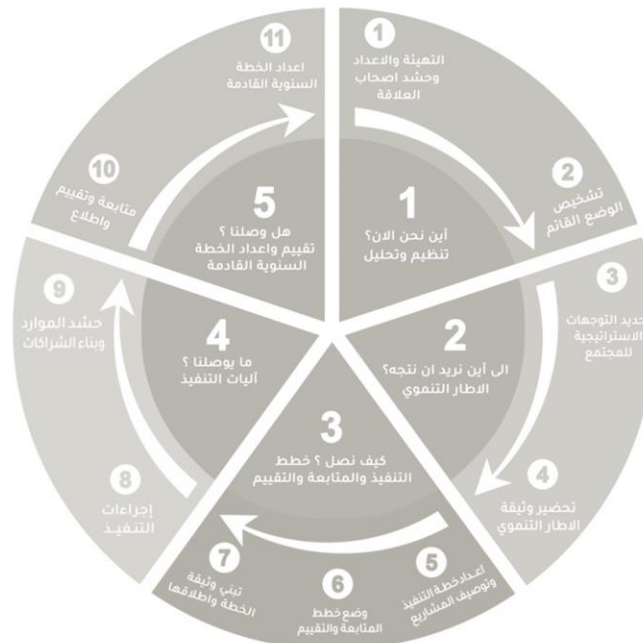 1
التهيئة والاعداد
وحشد اصحاب
العلاقة
2
تشخيص
الوضع القائم
1
أين نحن الان؟
تنظيم وتحليل
3
حديد التوجهات
الاستراتيجية
للمجتمع
4
تحضير وثيقة
الاطار التنموي
2
الى أين نريد ان نتجه؟
الاطار التنموي
5
اعداد خطة التنفيذ
وتوصيف المشاريع
6
وضع خطط
المتابعة والتقييم
7
تبني وثيقة
الخطة واطلاقها
3
كيف نصل ؟ خطط
التنفيذ والمتابعة والتقييم
8
إجراءات
التنفيذ
9
حشد الموارد
وبناء الشراكات
4
ما يوصلنا ؟
آليات التنفيذ
10
متابعة وتقييم
واطلاع
11
اعداد الخطة
السنوية القادمة
5
هل وصلنا ؟
تقييم واعداد الخطة
السنوية القادمة